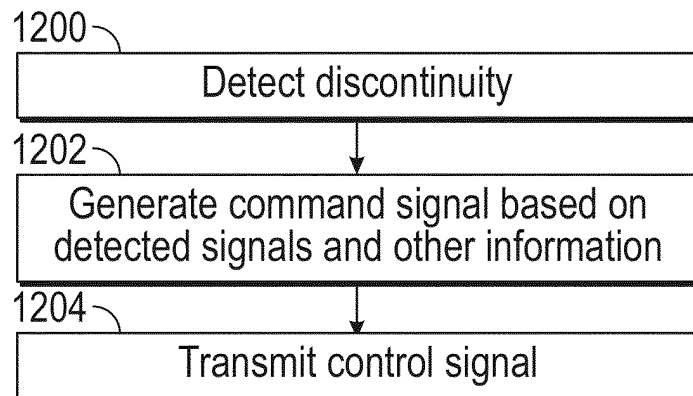 1200
Detect discontinuity
1202
Generate command signal based on
detected signals and other information
1204
Transmit control signal